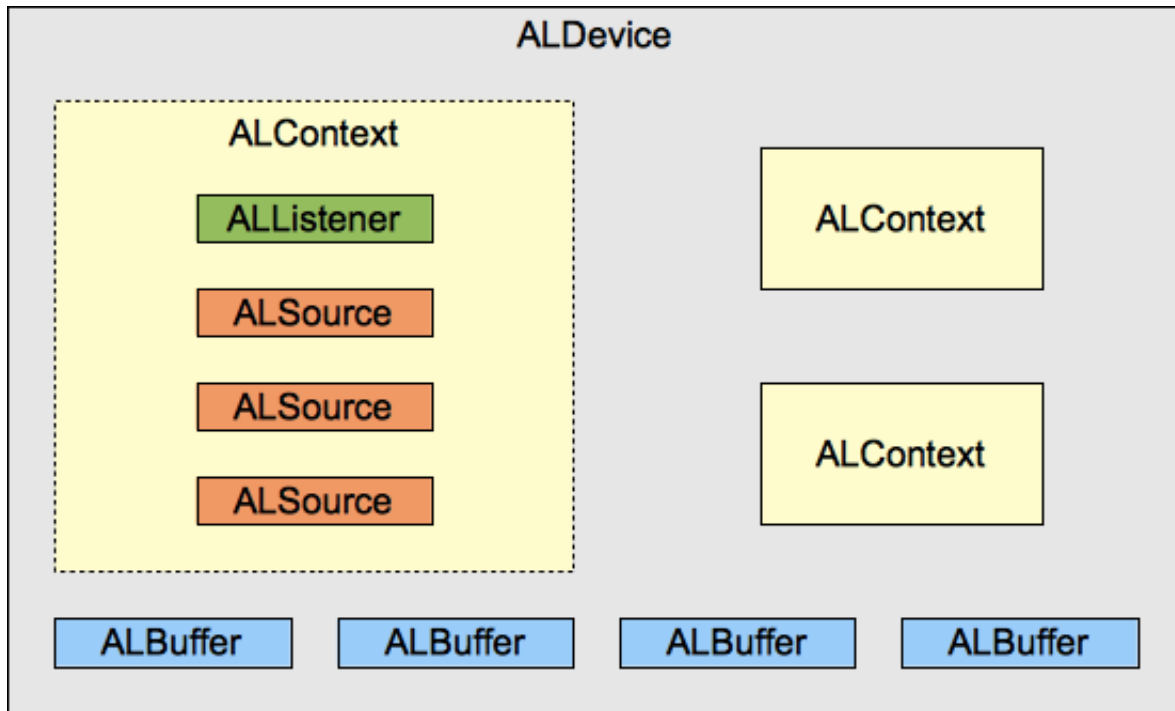 ALDevice
ALContext
ALListener
ALSource
ALSource
ALSource
ALContext
ALContext
ALBuffer
ALBuffer
ALBuffer
ALBuffer